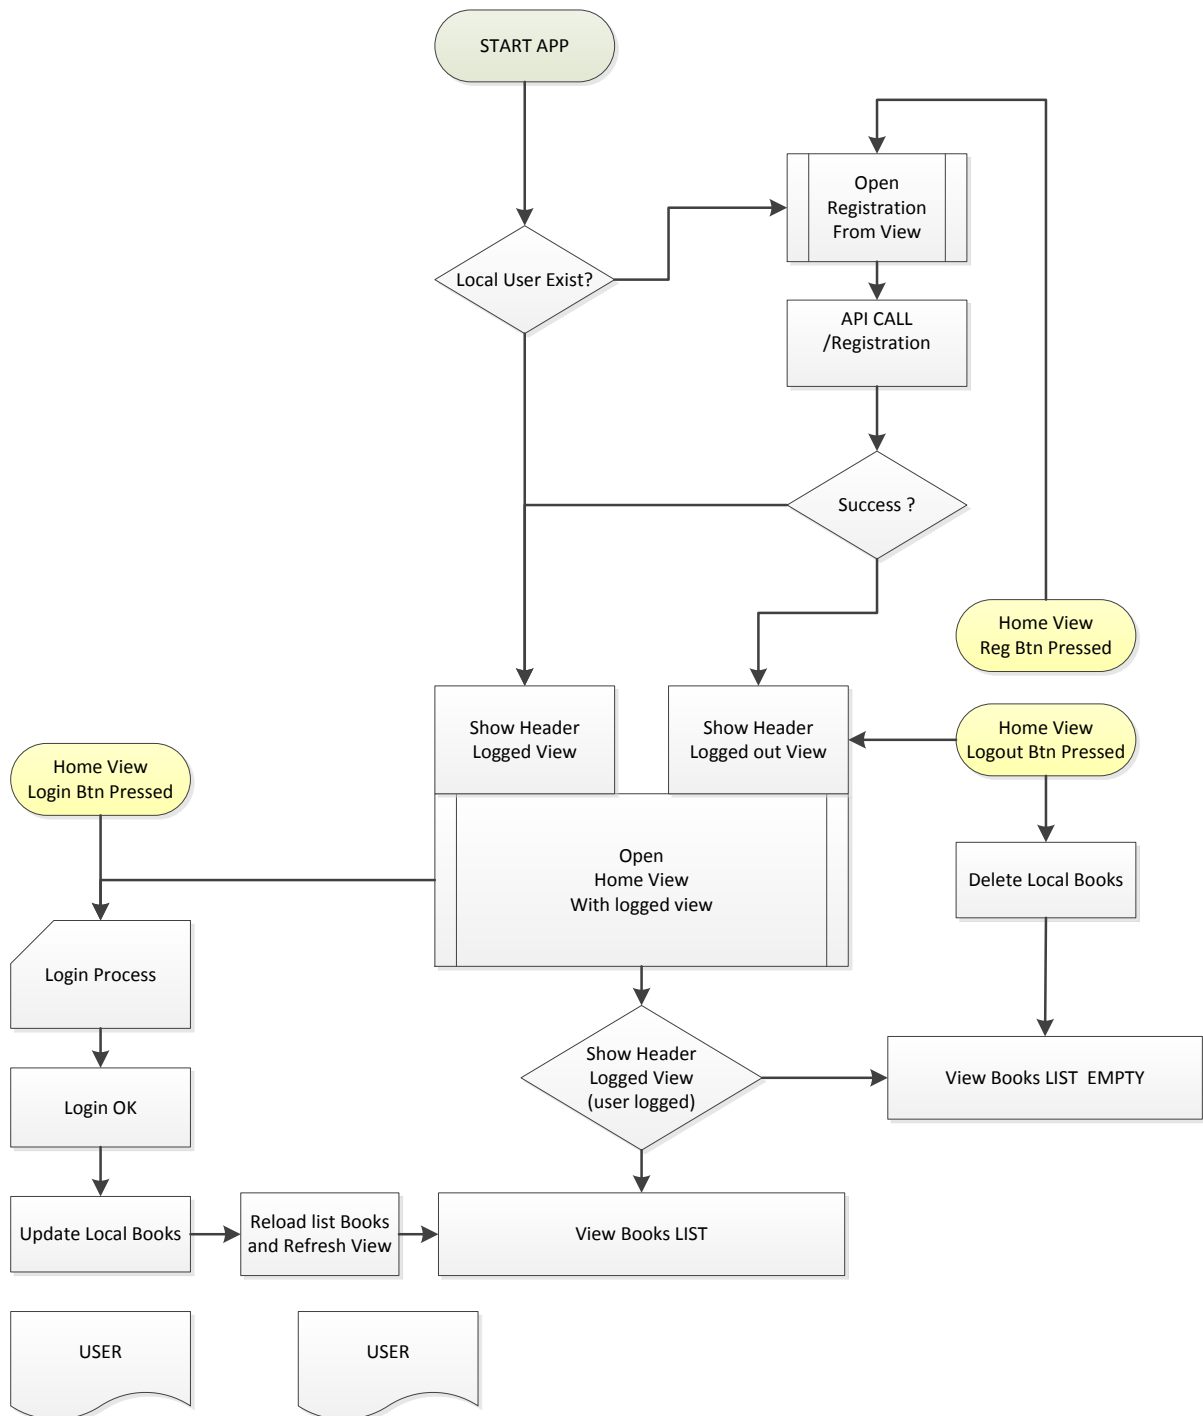 START APP
Open
Registration
From View
Local User Exist?
API CALL
/Registration
Success ?
Home View
Reg Btn Pressed
Show Header
Logged View
Show Header
Logged out View
Home View
Logout Btn Pressed
Home View
Login Btn Pressed
Open
Home View
With logged view
Delete Local Books
Login Process
Show Header
Logged View
(user logged)
View Books LIST  EMPTY
Login OK
Update Local Books
Reload list Books
and Refresh View
View Books LIST
USER
USER